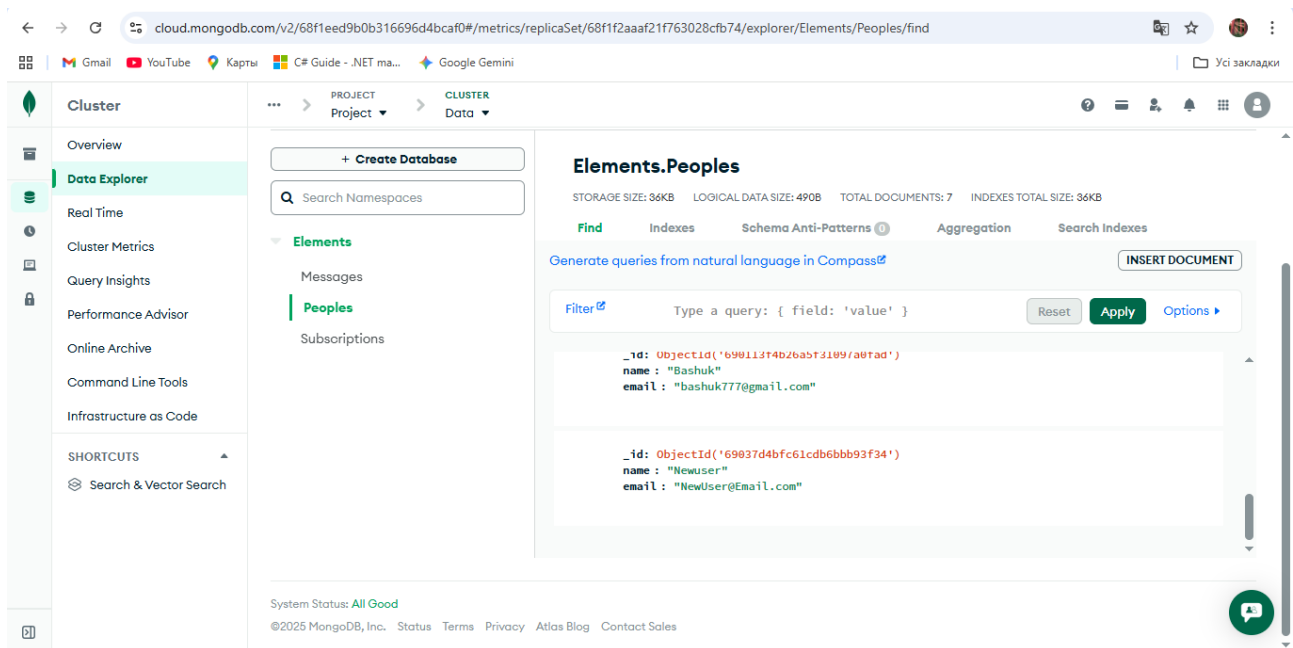 cloud.mongodb.com/v2/68f1eed9b0b316696d4bcaf0#/metrics/replicaSet/68f1f2aaaf21f763028cfb74/explorer/Elements/Peoples/find
Gmail YouTube Карты C# Guide - .NET ma... Google Gemini Усі закладки
Cluster ... PROJECT CLUSTER
Project Data
Overview
Data Explorer
Real Time
Cluster Metrics
Query Insights
Performance Advisor
Online Archive
Command Line Tools
Infrastructure as Code
SHORTCUTS
Search & Vector Search
+ Create Database
Search Namespaces
Elements
Messages
Peoples
Subscriptions
Elements.Peoples
STORAGE SIZE: 36KB LOGICAL DATA SIZE: 490B TOTAL DOCUMENTS: 7 INDEXES TOTAL SIZE: 36KB
Find Indexes Schema Anti-Patterns 0 Aggregation Search Indexes
Generate queries from natural language in Compass INSERT DOCUMENT
Filter Type a query: { field: 'value' } Reset Apply Options
_id: ObjectId('690113f4b26a5f31097a0fad')
name : "Bashuk"
email : "bashuk777@gmail.com"
_id: ObjectId('69037d4bfc61cdb6bbb93f34')
name : "Newuser"
email : "NewUser@Email.com"
System Status: All Good
©2025 MongoDB, Inc. Status Terms Privacy Atlas Blog Contact Sales